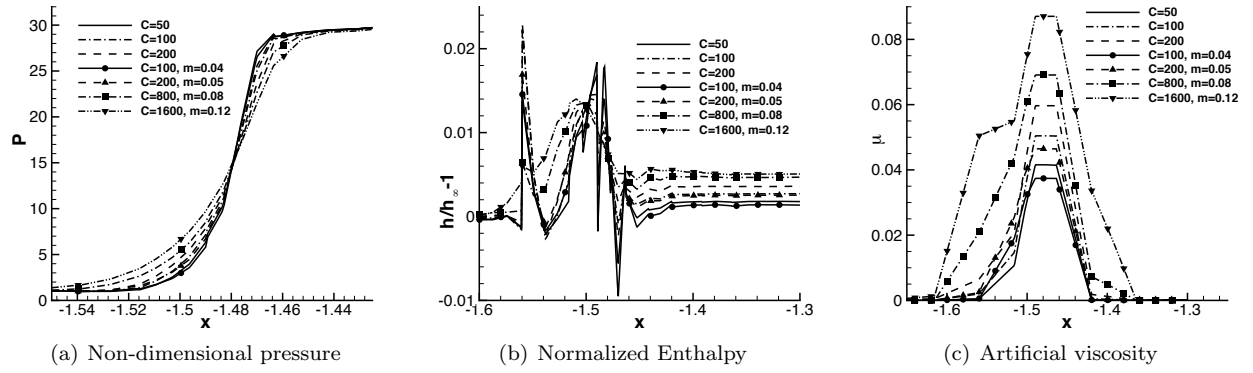 P
30
25
20
15
10
5
0
-1.54
-1.52
-1.5
-1.48
-1.46
-1.44
x
C=50
C=100
C=200
C=100, m=0.04
C=200, m=0.05
C=800, m=0.08
C=1600, m=0.12
(a) Non-dimensional pressure
h/h∞-1
0.02
0.01
0
-0.01
-1.6
-1.5
-1.4
-1.3
x
C=50
C=100
C=200
C=100, m=0.04
C=200, m=0.05
C=800, m=0.08
C=1600, m=0.12
(b) Normalized Enthalpy
μ
0.08
0.06
0.04
0.02
0
-1.6
-1.5
-1.4
-1.3
x
C=50
C=100
C=200
C=100, m=0.04
C=200, m=0.05
C=800, m=0.08
C=1600, m=0.12
(c) Artificial viscosity